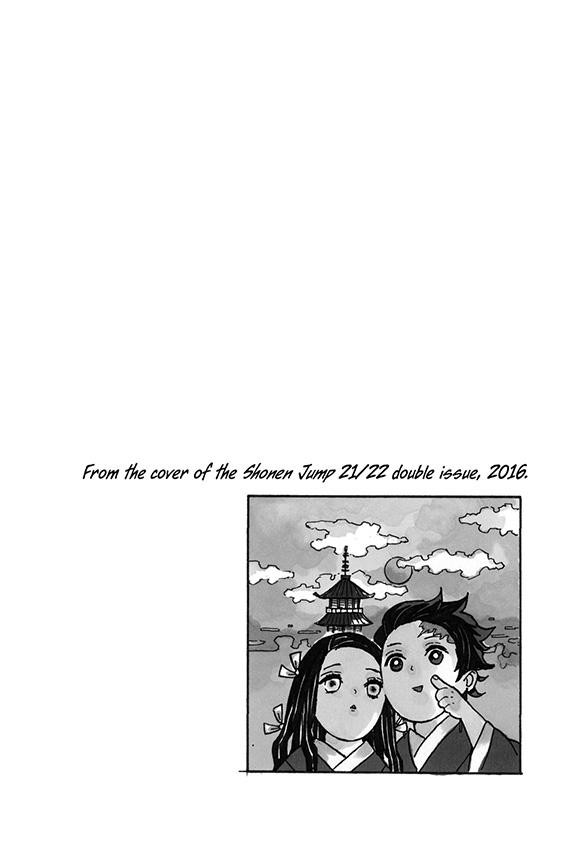 From the cover of the Shonen Jump 21/22 double issue, 2016.